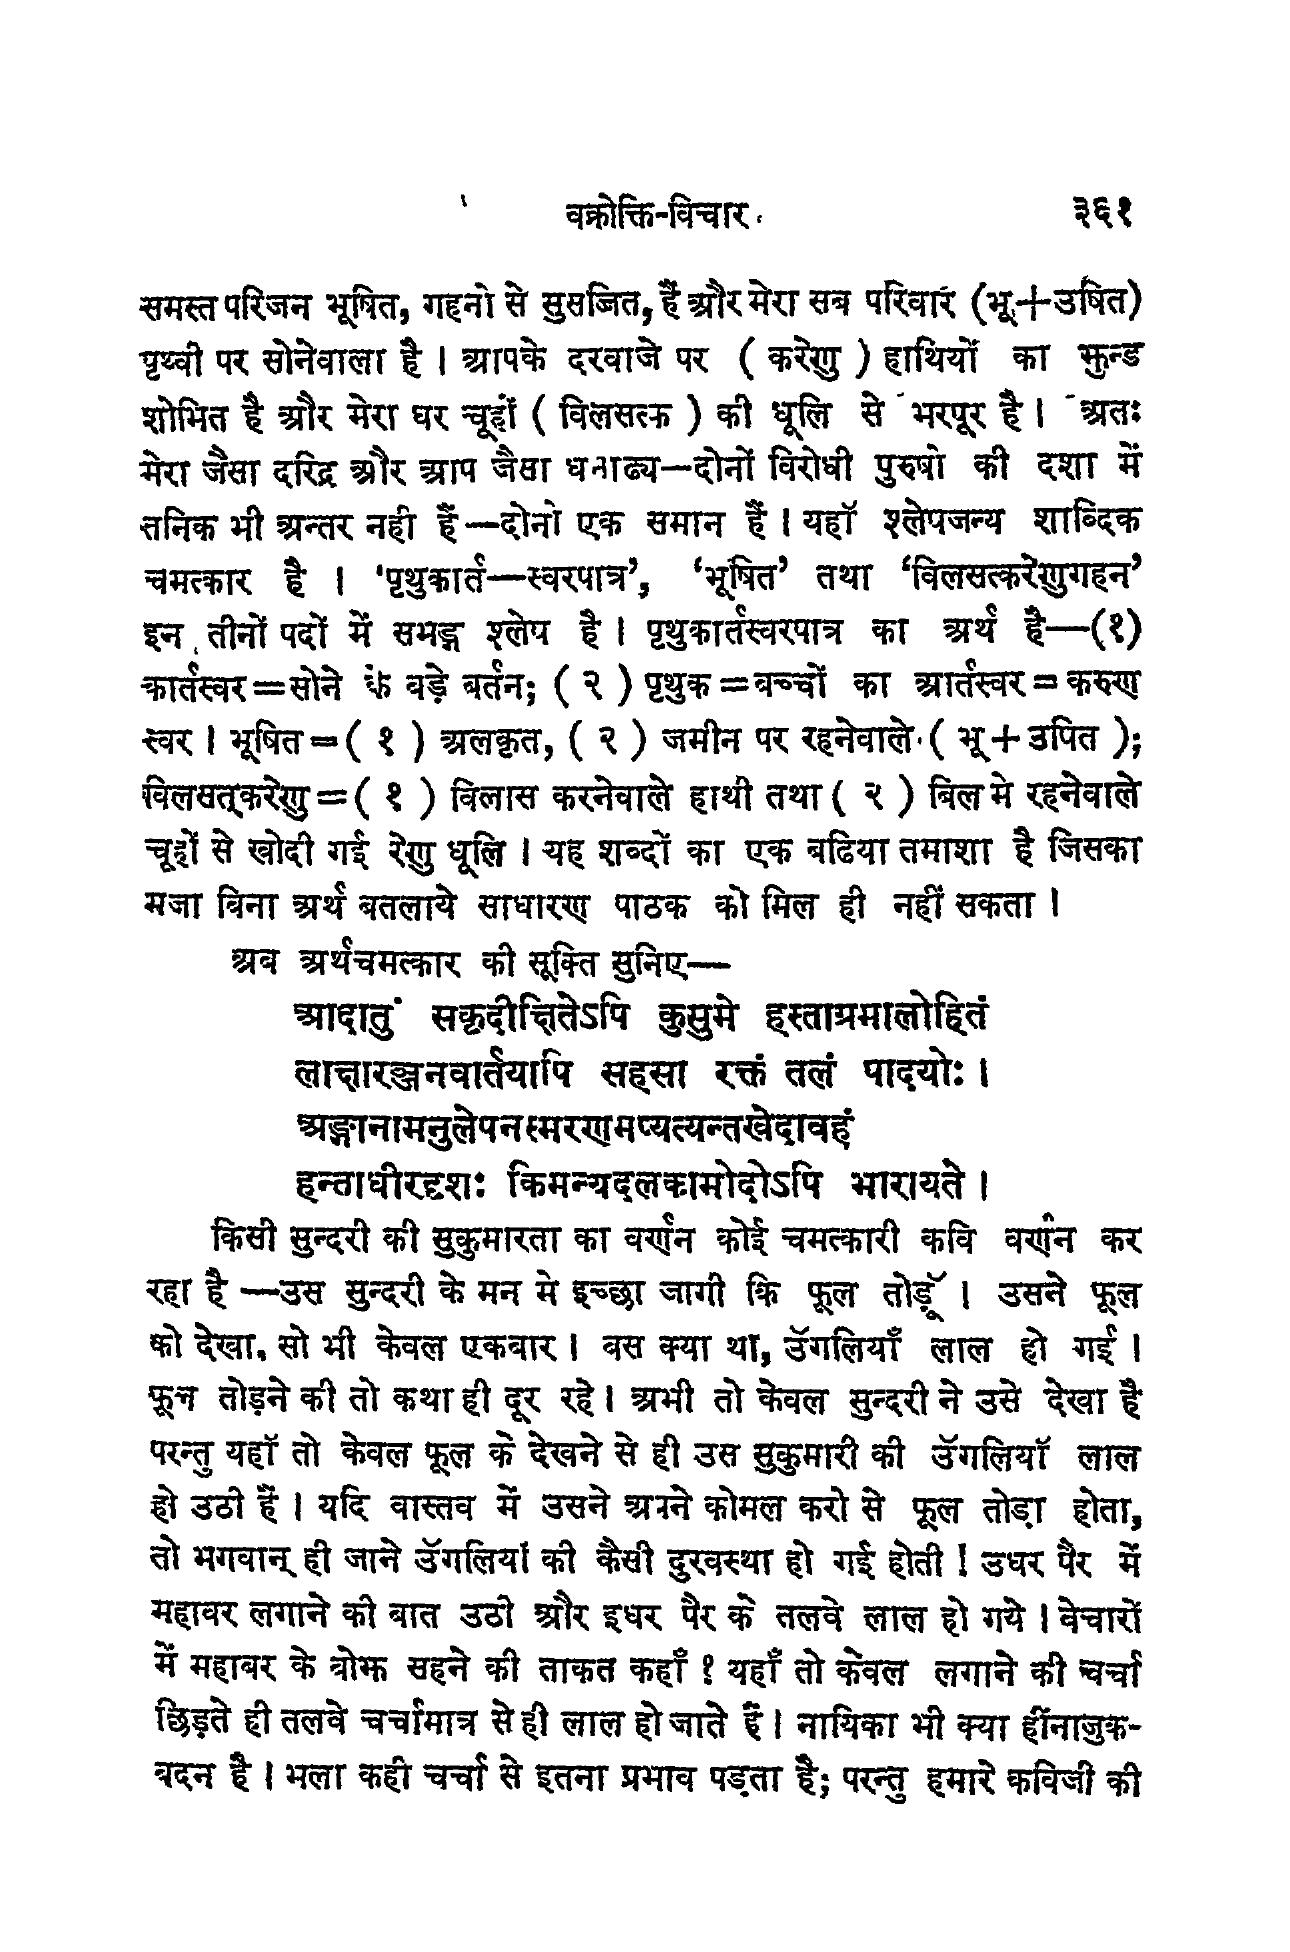 वक्रोक्ति-विचार ३६१
समस्त परिजन भूषित, गहनो से सुसज्जित, हैं और मेरा सब परिवार (भू+उषित)
पृथ्वी पर सोनेवाला है । आपके दरवाजे पर ( करेणु ) हाथियों का झुन्ड
शोभित है और मेरा घर चूहों ( विलसत्क ) की धूलि से भरपूर है । अतः
मेरा जैसा दरिद्र और आप जैसा धनाढ्य—दोनों विरोधी पुरुषो की दशा में
तनिक भी अन्तर नही हैं—दोनो एक समान हैं । यहॉ श्लेपजन्य शाब्दिक
चमत्कार है । 'पृथुकार्त—स्वरपात्र', 'भूषित' तथा 'विलसत्करेणुगहन'
इन तीनों पदों में सभङ्ग श्लेप है । पृथुकार्तस्वरपात्र का अर्थ है—(१)
कार्तस्वर=सोने के बड़े बर्तन; ( २ ) पृथुक=बच्चों का आर्तस्वर=करुण
स्वर । भूषित=( १ ) अलकृत, ( २ ) जमीन पर रहनेवाले ( भू+उपित );
विलसत्करेणु=( १ ) विलास करनेवाले हाथी तथा ( २ ) बिल मे रहनेवाले
चूहों से खोदी गई रेणु धूलि । यह शब्दों का एक बढिया तमाशा है जिसका
मजा बिना अर्थ बतलाये साधारण पाठक को मिल ही नहीं सकता ।
अब अर्थचमत्कार की सूक्ति सुनिए—
आदातुं सकृदीक्षितेऽपि कुसुमे हस्ताग्रमालोहितं
लाक्षारञ्जनवार्तयापि सहसा रक्तं तलं पादयोः ।
अङ्गानामनुलेपनस्मरणमप्यत्यन्तखेदावहं
हन्ताधीरदृशः किमन्यदलकामोदोऽपि भारायते ।
किसी सुन्दरी की सुकुमारता का वर्णन कोई चमत्कारी कवि वर्णन कर
रहा है —उस सुन्दरी के मन मे इच्छा जागी कि फूल तोडूॅ । उसने फूल
को देखा, सो भी केवल एकबार । वस क्या था, उॅगलियाँ लाल हो गई ।
फूल तोड़ने की तो कथा ही दूर रहे । अभी तो केवल सुन्दरी ने उसे देखा है
परन्तु यहॉ तो केवल फूल के देखने से ही उस सुकुमारी की उॅगलियॉ लाल
हो उठी हैं । यदि वास्तव में उसने अपने कोमल करो से फूल तोड़ा होता,
तो भगवान् ही जाने उॅगलियों की कैसी दुरवस्था हो गई होती ! उधर पैर में
महावर लगाने की बात उठी और इधर पैर के तलवे लाल हो गये । वेचारों
में महाबर के बोझ सहने की ताकत कहाँ ? यहाँ तो केवल लगाने की चर्चा
छिड़ते ही तलवे चर्चामात्र से ही लाल हो जाते हैं । नायिका भी क्या हीं नाजुक-
बदन है । भला कही चर्चा से इतना प्रभाव पड़ता है; परन्तु हमारे कविजी की